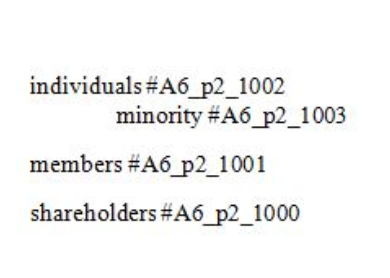 individuals #A6_p2_1002
minority #A6_p2_1003
members #A6_p2_1001
shareholders #A6_p2_1000